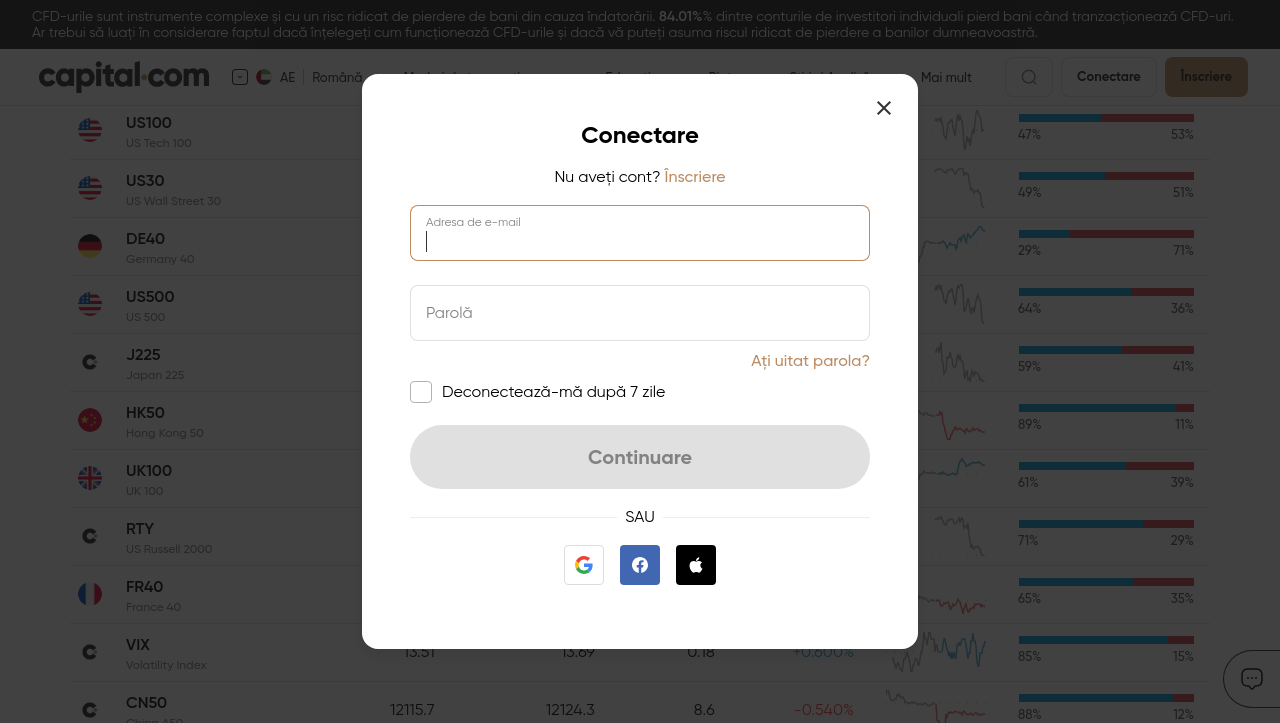 CFD-urile sunt instrumente complexe și cu un risc ridicat de pierdere de bani din cauza îndatorării. 84.01%% dintre conturile de investitori individuali pierd bani când tranzacționează CFD-uri.
Ar trebui să luați în considerare faptul dacă înțelegeți cum funcționează CFD-urile și dacă vă puteți asuma riscul ridicat de pierdere a banilor dumneavoastră.
capital.com AE Română Mai mult Conectare Înscriere
Conectare
Nu aveți cont? Înscriere
Adresa de e-mail
Parolă
Ați uitat parola?
Deconectează-mă după 7 zile
Continuare
SAU
US100
US Tech 100
47% 53%
US30
US Wall Street 30
49% 51%
DE40
Germany 40
29% 71%
US500
US 500
64% 36%
J225
Japan 225
59% 41%
HK50
Hong Kong 50
89% 11%
UK100
UK 100
61% 39%
RTY
US Russell 2000
71% 29%
FR40
France 40
65% 35%
VIX
Volatility Index
13.51 13.69 0.18 +0.600%
85% 15%
CN50
China A50
12115.7 12124.3 8.6 -0.540%
88% 12%